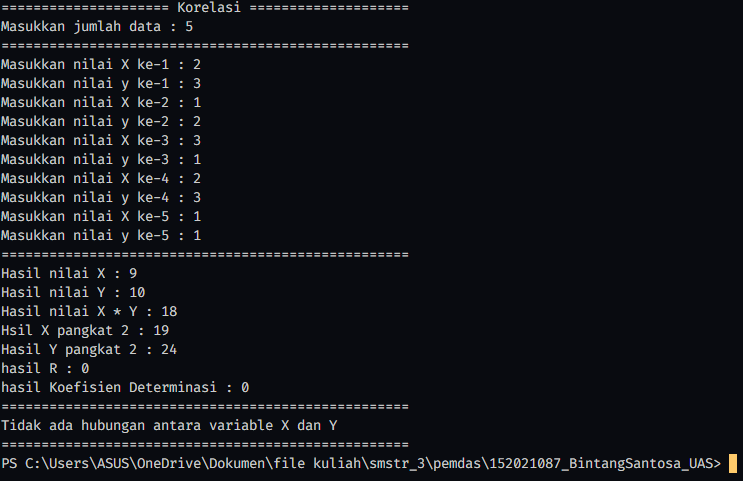 ==================== Korelasi ===================
Masukkan jumlah data : 5
=================================================
Masukkan nilai X ke-1 : 2
Masukkan nilai y ke-1 : 3
Masukkan nilai X ke-2 : 1
Masukkan nilai y ke-2 : 2
Masukkan nilai X ke-3 : 3
Masukkan nilai y ke-3 : 1
Masukkan nilai X ke-4 : 2
Masukkan nilai y ke-4 : 3
Masukkan nilai X ke-5 : 1
Masukkan nilai y ke-5 : 1
=================================================
Hasil nilai X : 9
Hasil nilai Y : 10
Hasil nilai X * Y : 18
Hsil X pangkat 2 : 19
Hasil Y pangkat 2 : 24
hasil R : 0
hasil Koefisien Determinasi : 0
=================================================
Tidak ada hubungan antara variable X dan Y
=================================================
PS C:\Users\ASUS\OneDrive\Dokumen\file kuliah\smstr_3\pemdas\152021087_BintangSantosa_UAS>